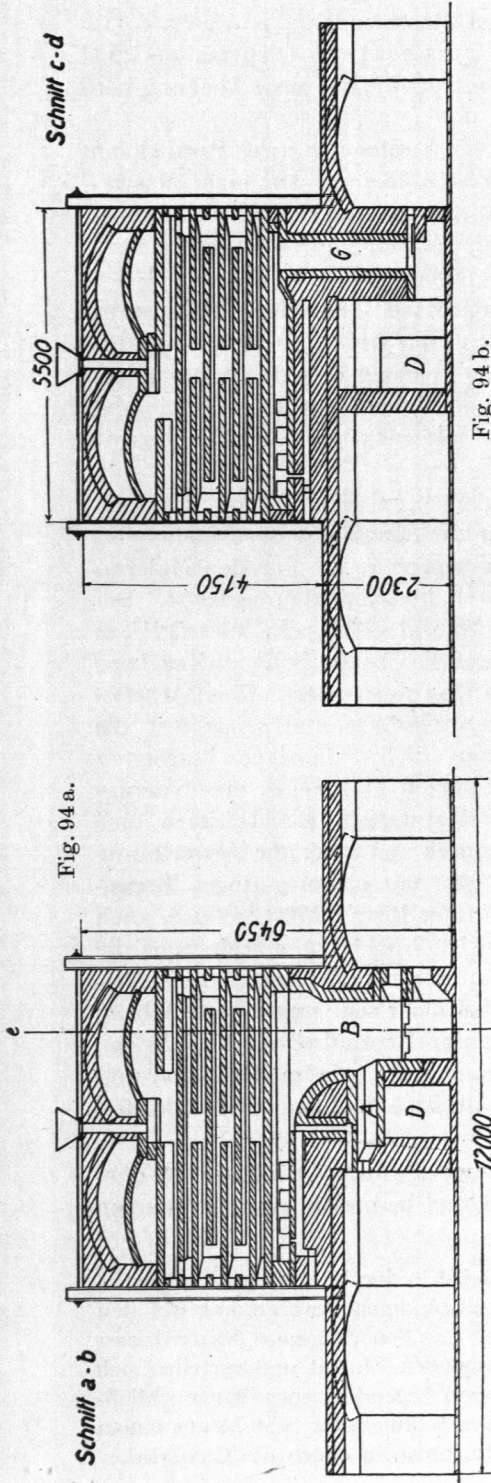 Schnitt a-b
Fig. 94 a.
e
6450
B
A
D
12000
Schnitt c-d
5500
4150
2300
G
D
Fig. 94 b.